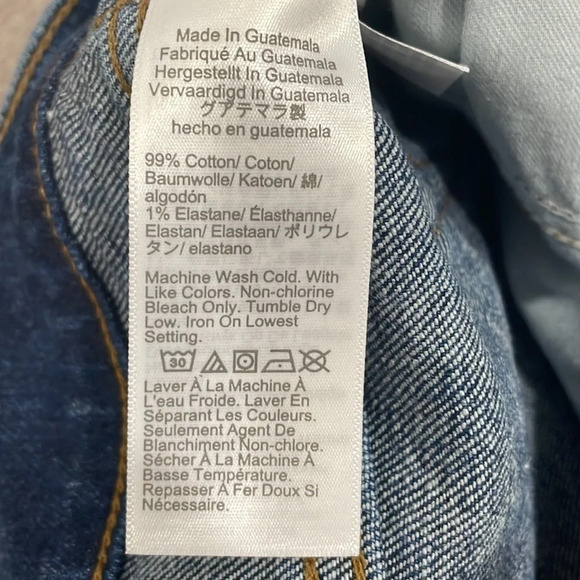 Made In Guatemala
Fabriqué Au Guatemala
Hergestellt In Guatemala
Vervaardigd In Guatemala
グアテマラ製
hecho en guatemala
99% Cotton/ Coton/
Baumwolle/ Katoen/ 綿/
algodón
1% Elastane/ Élasthanne/
Elastan/ Elastaan/ ポリウレ
タン/ elastano
Machine Wash Cold. With
Like Colors. Non-chlorine
Bleach Only. Tumble Dry
Low. Iron On Lowest
Setting.
30
Laver À La Machine À
L'eau Froide. Laver En
Séparant Les Couleurs.
Seulement Agent De
Blanchiment Non-chlore.
Sécher À La Machine À
Basse Température.
Repasser À Fer Doux Si
Nécessaire.